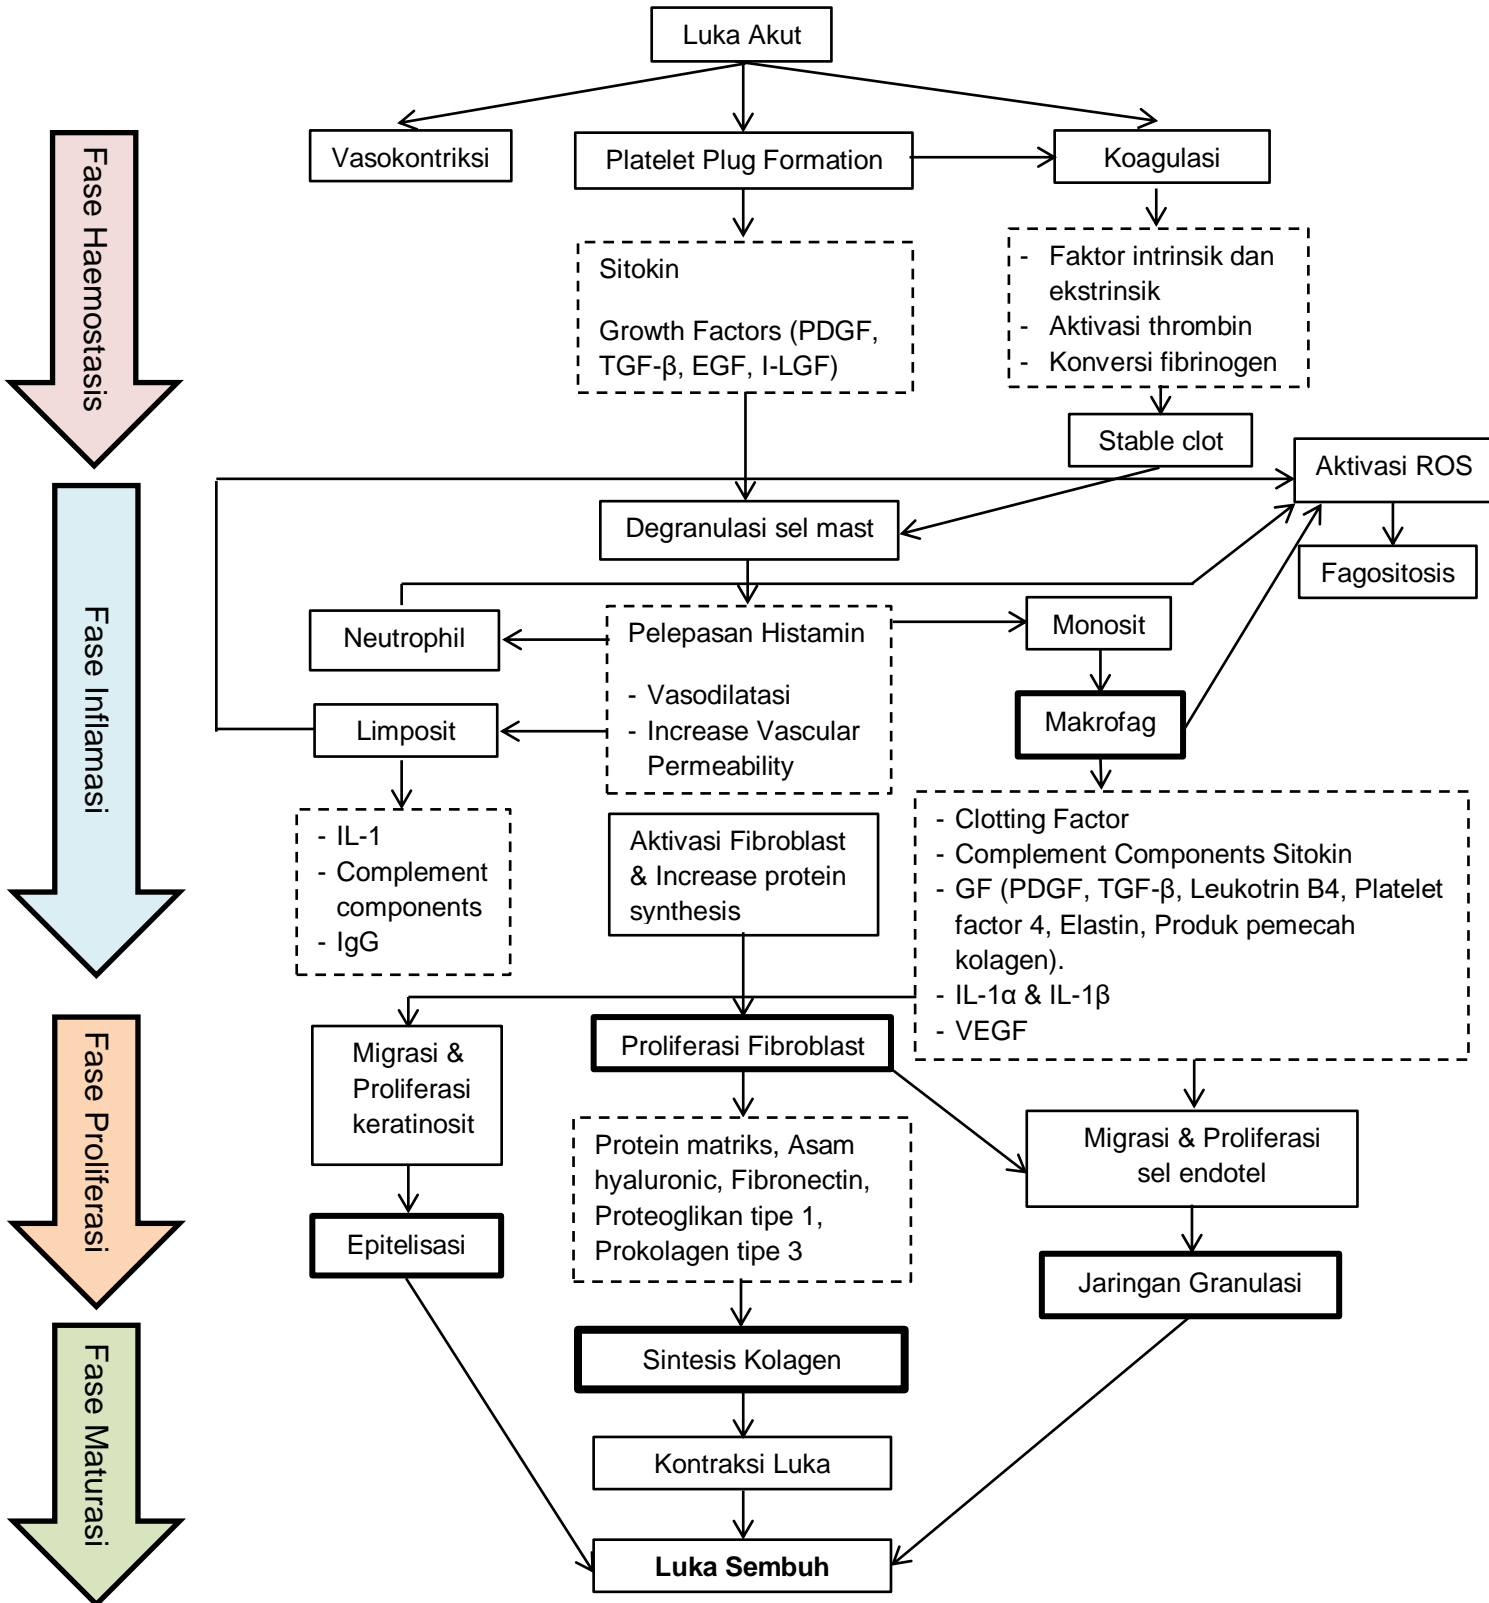 Luka Akut
Fase Haemostasis
Vasokontriksi
Platelet Plug Formation
Koagulasi
Sitokin
Growth Factors (PDGF,
TGF-β, EGF, I-LGF)
- Faktor intrinsik dan
ekstrinsik
- Aktivasi thrombin
- Konversi fibrinogen
Stable clot
Aktivasi ROS
Fagositosis
Fase Inflamasi
Degranulasi sel mast
Neutrophil
Pelepasan Histamin
- Vasodilatasi
- Increase Vascular
Permeability
Monosit
Limposit
Makrofag
- IL-1
- Complement
components
- IgG
Aktivasi Fibroblast
& Increase protein
synthesis
- Clotting Factor
- Complement Components Sitokin
- GF (PDGF, TGF-β, Leukotrin B4, Platelet
factor 4, Elastin, Produk pemecah
kolagen).
- IL-1α & IL-1β
- VEGF
Fase Proliferasi
Migrasi &
Proliferasi
keratinosit
Proliferasi Fibroblast
Protein matriks, Asam
hyaluronic, Fibronectin,
Proteoglikan tipe 1,
Prokolagen tipe 3
Migrasi & Proliferasi
sel endotel
Epitelisasi
Jaringan Granulasi
Fase Maturasi
Sintesis Kolagen
Kontraksi Luka
Luka Sembuh